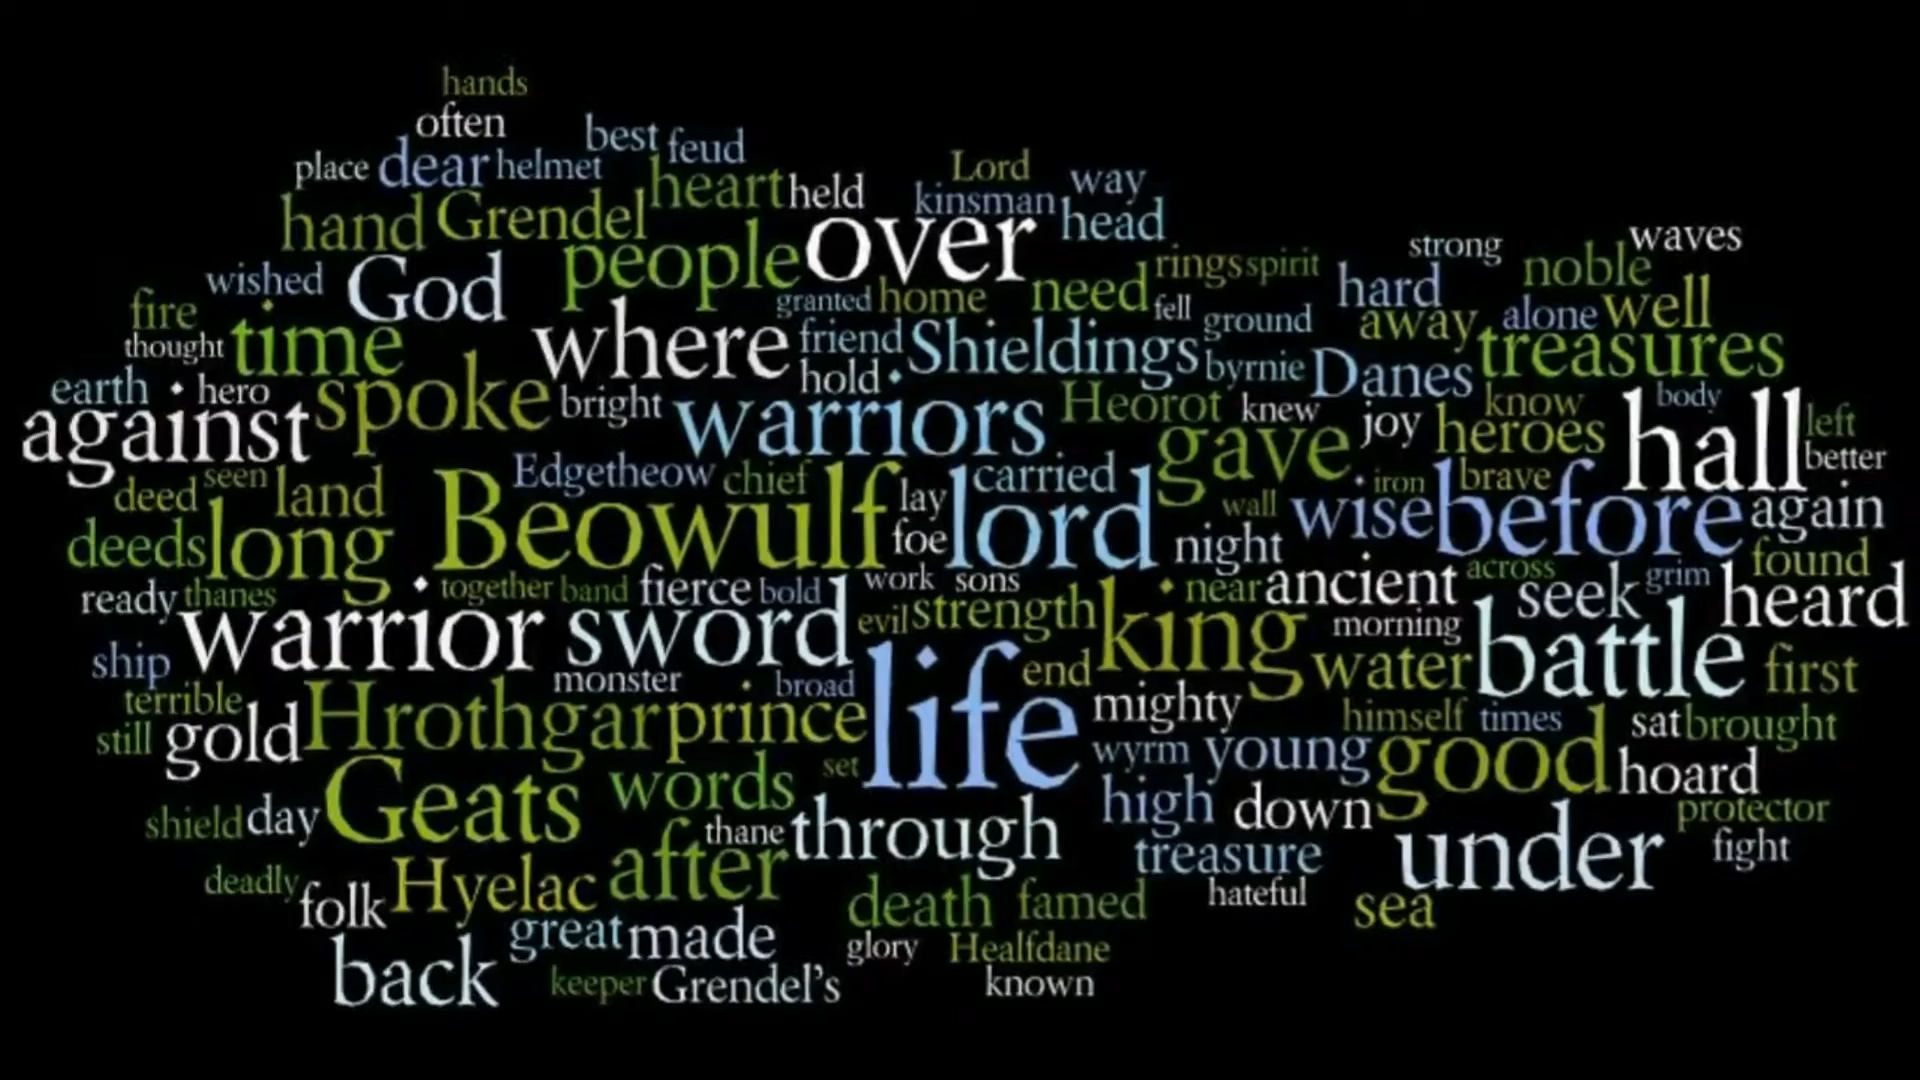 hands
often
best feud
place dear helmet
Lord way
heart held
kinsman
hand Grendel
head
people over
strong waves
rings spirit noble
wished God
granted home need fell
hard
fire
alone well
ground away
thought time where friend Shieldings
treasures
hold • byrnie Danes
earth • hero
against spoke bright warriors Heorot knew
joy heroes know body
hall left
gave
better
seen Edgetheow chief carried
iron brave
deed land
Beowulf lay lord wall wise before again
deeds long
foe night
found
• together band fierce bold work sons
near ancient across seek grim heard
ready thanes
warrior sword evil strength king morning
battle
ship monster broad life end
water first
terrible
mighty himself times sat brought
still gold Hrothgar prince
wyrm young good hoard
set
Geats words
shield day
high down protector
thane through
treasure under fight
deadly folk Hyelac after
death famed hateful sea
great made
glory Healfdane
back keeper Grendel's known